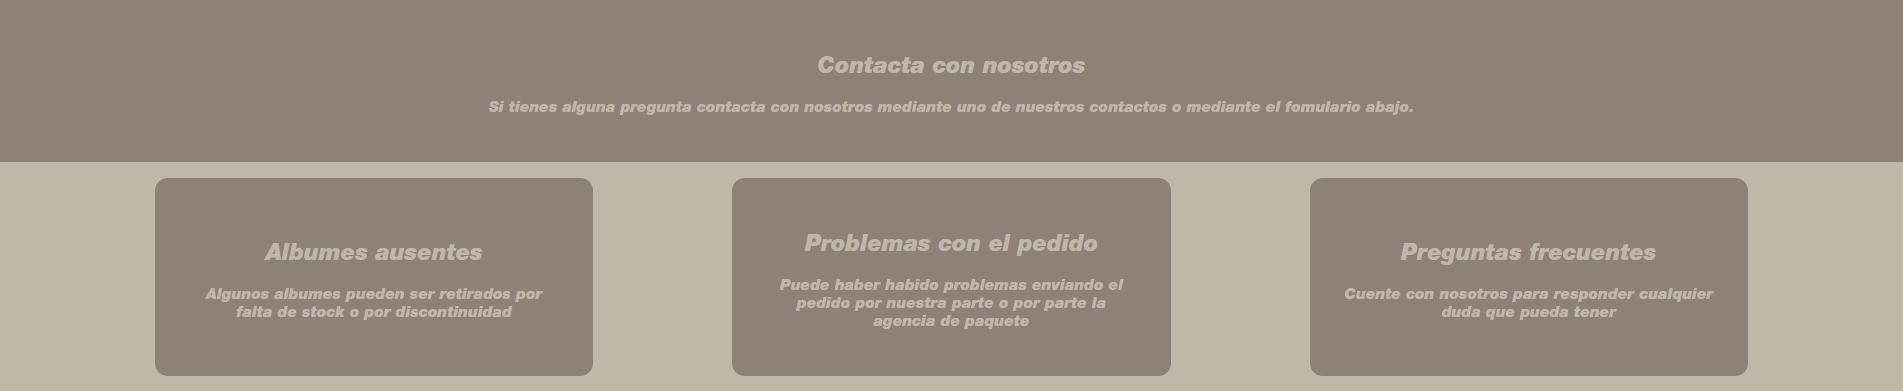 Contacta con nosotros
Si tienes alguna pregunta contacta con nosotros mediante uno de nuestros contactos o mediante el fomulario abajo.
Albumes ausentes
Algunos albumes pueden ser retirados por
falta de stock o por discontinuidad
Problemas con el pedido
Puede haber habido problemas enviando el
pedido por nuestra parte o por parte la
agencia de paquete
Preguntas frecuentes
Cuente con nosotros para responder cualquier
duda que pueda tener